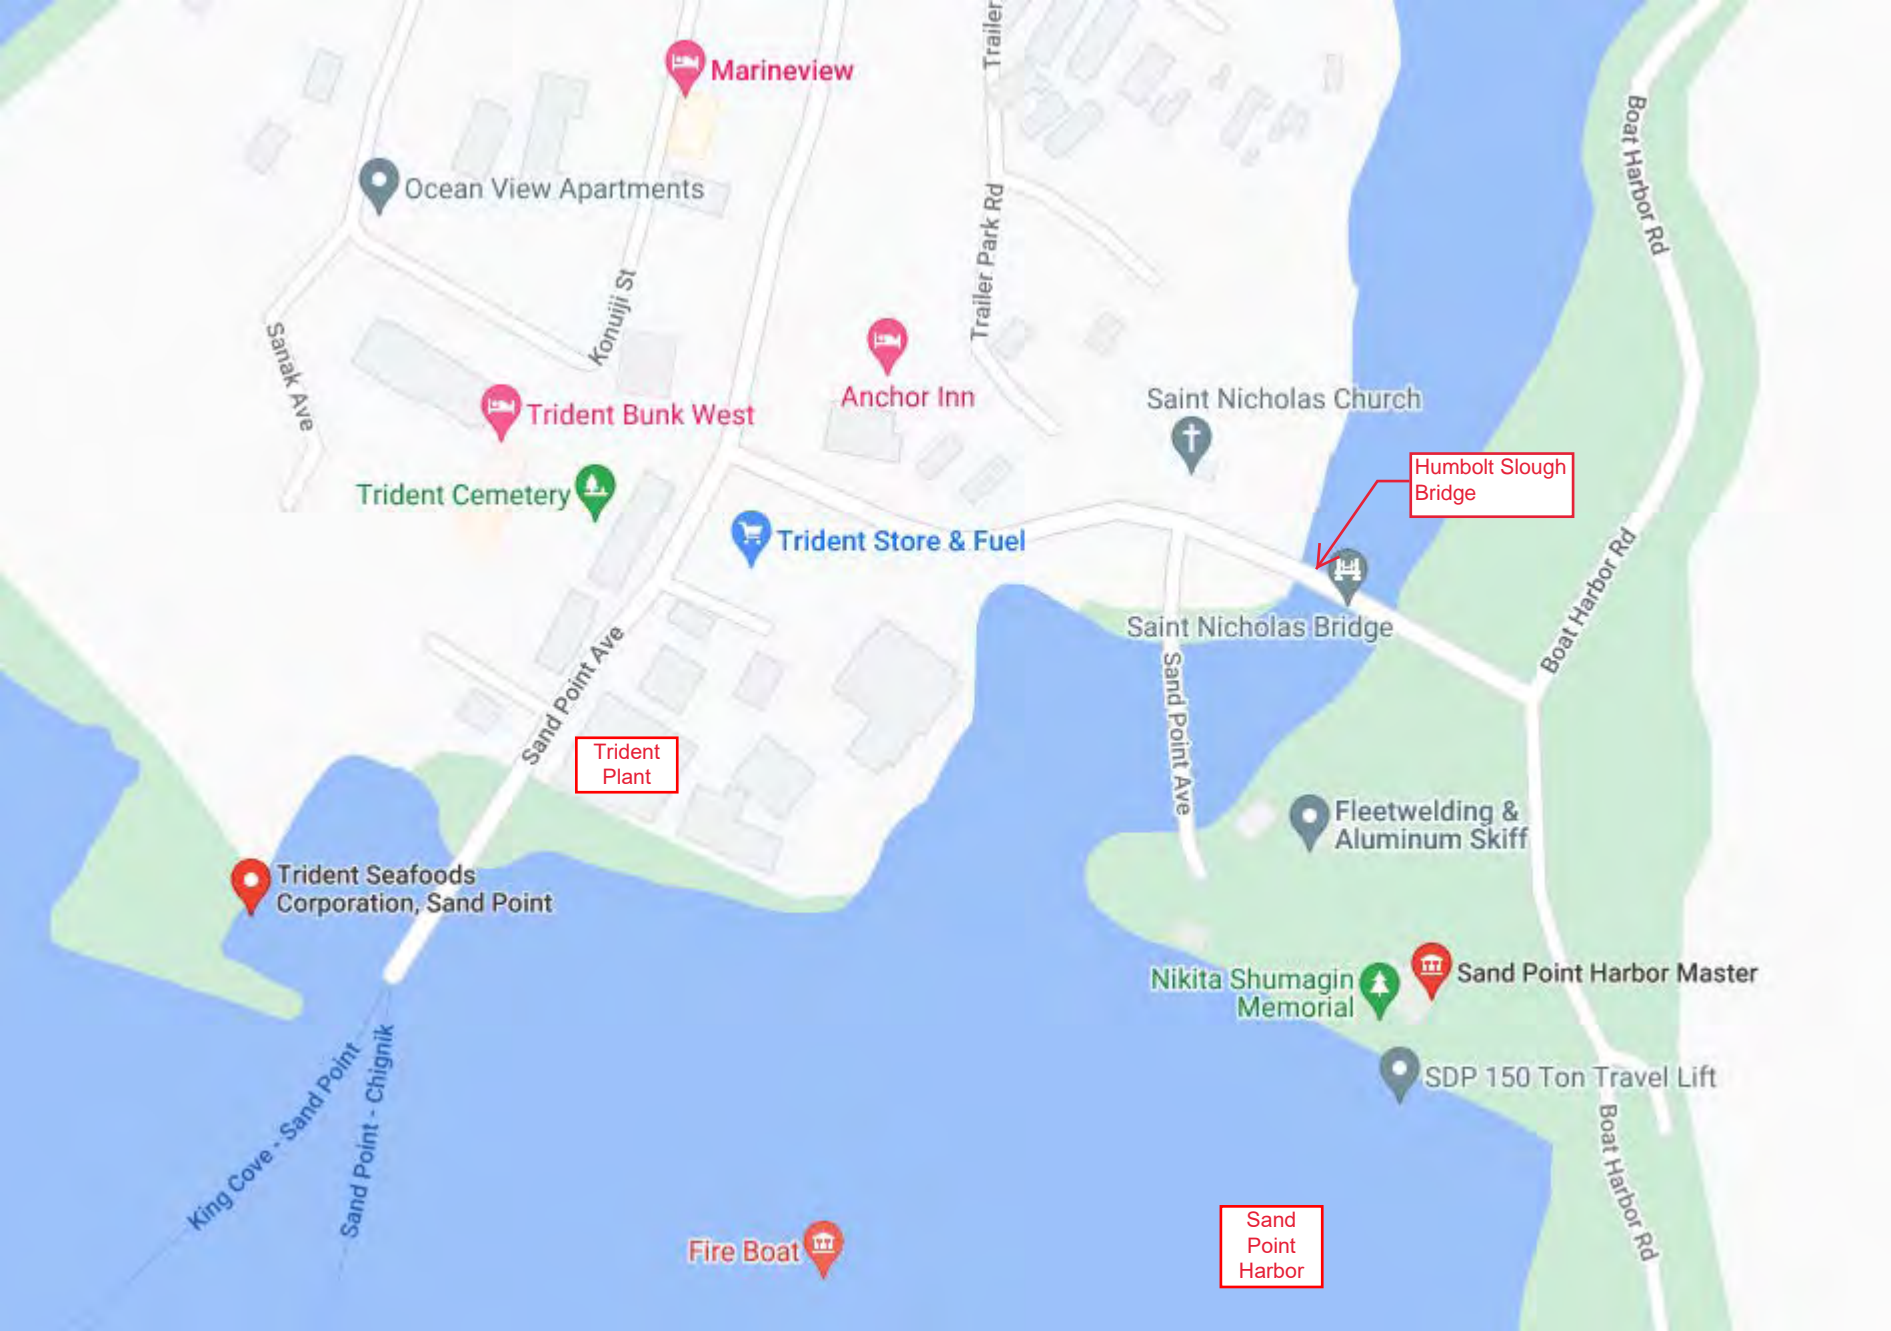 Trailer
Marineview
Boat Harbor Rd
Ocean View Apartments
Trailer Park Rd
Konuiji St
Sanak Ave
Anchor Inn
Saint Nicholas Church
Trident Bunk West
Humbolt Slough
Bridge
Trident Cemetery
Trident Store & Fuel
Boat Harbor Rd
Saint Nicholas Bridge
Sand Point Ave
Sand Point Ave
Trident
Plant
Fleetwelding &
Aluminum Skiff
Trident Seafoods
Corporation, Sand Point
Nikita Shumagin
Memorial
Sand Point Harbor Master
SDP 150 Ton Travel Lift
King Cove - Sand Point
Sand Point - Chignik
Boat Harbor Rd
Fire Boat
Sand
Point
Harbor